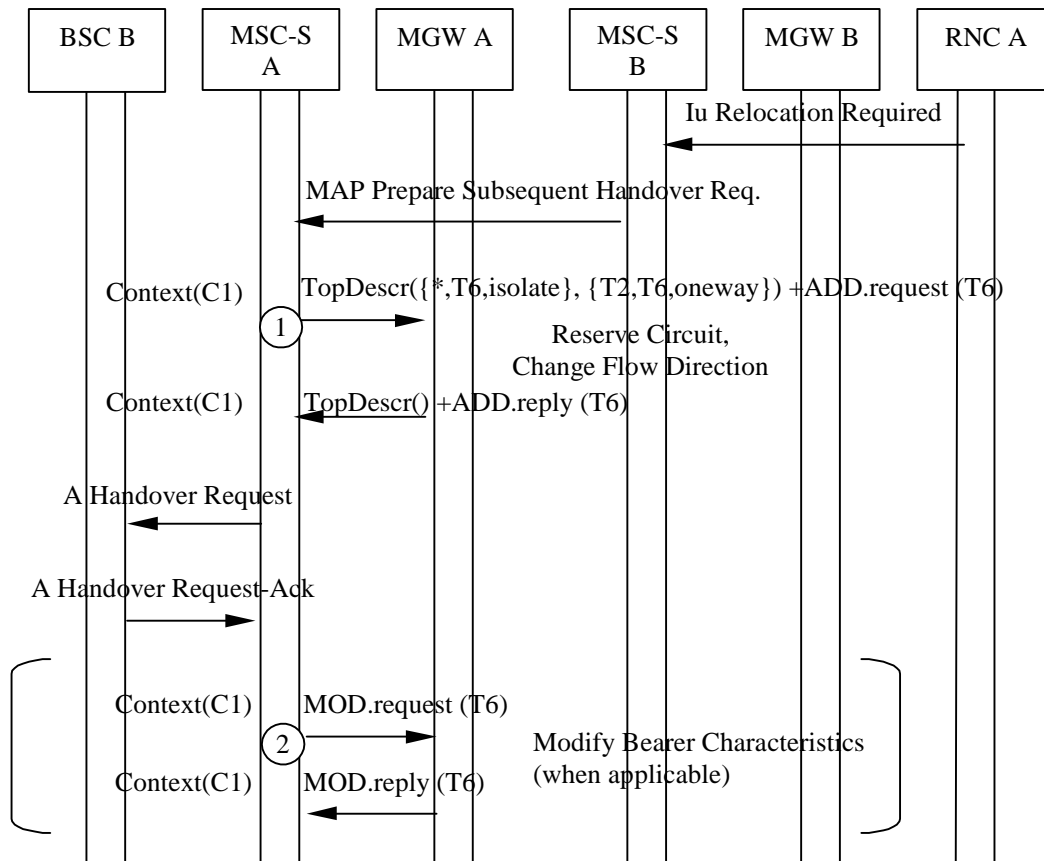 BSC B
MSC-S
A
MGW A
MSC-S
B
MGW B
RNC A
Iu Relocation Required
MAP Prepare Subsequent Handover Req.
Context(C1)
TopDescr({*,T6,isolate}, {T2,T6,oneway}) +ADD.request (T6)
1
Reserve Circuit,
Change Flow Direction
Context(C1)
TopDescr() +ADD.reply (T6)
A Handover Request
A Handover Request-Ack
Context(C1)
MOD.request (T6)
2
Modify Bearer Characteristics
(when applicable)
Context(C1)
MOD.reply (T6)